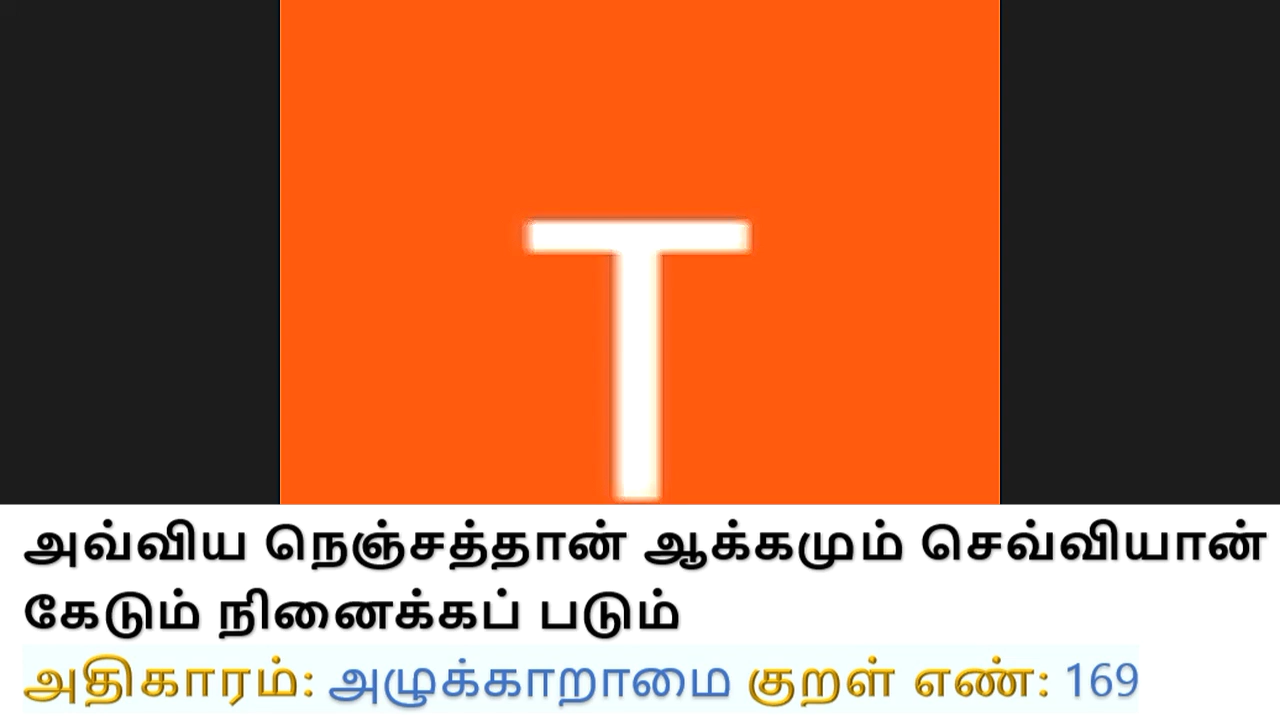 T
அவ்விய நெஞ்சத்தான் ஆக்கமும் செவ்வியான்
கேடும் நினைக்கப் படும்
அதிகாரம்: அழுக்காறாமை குறள் எண்: 169